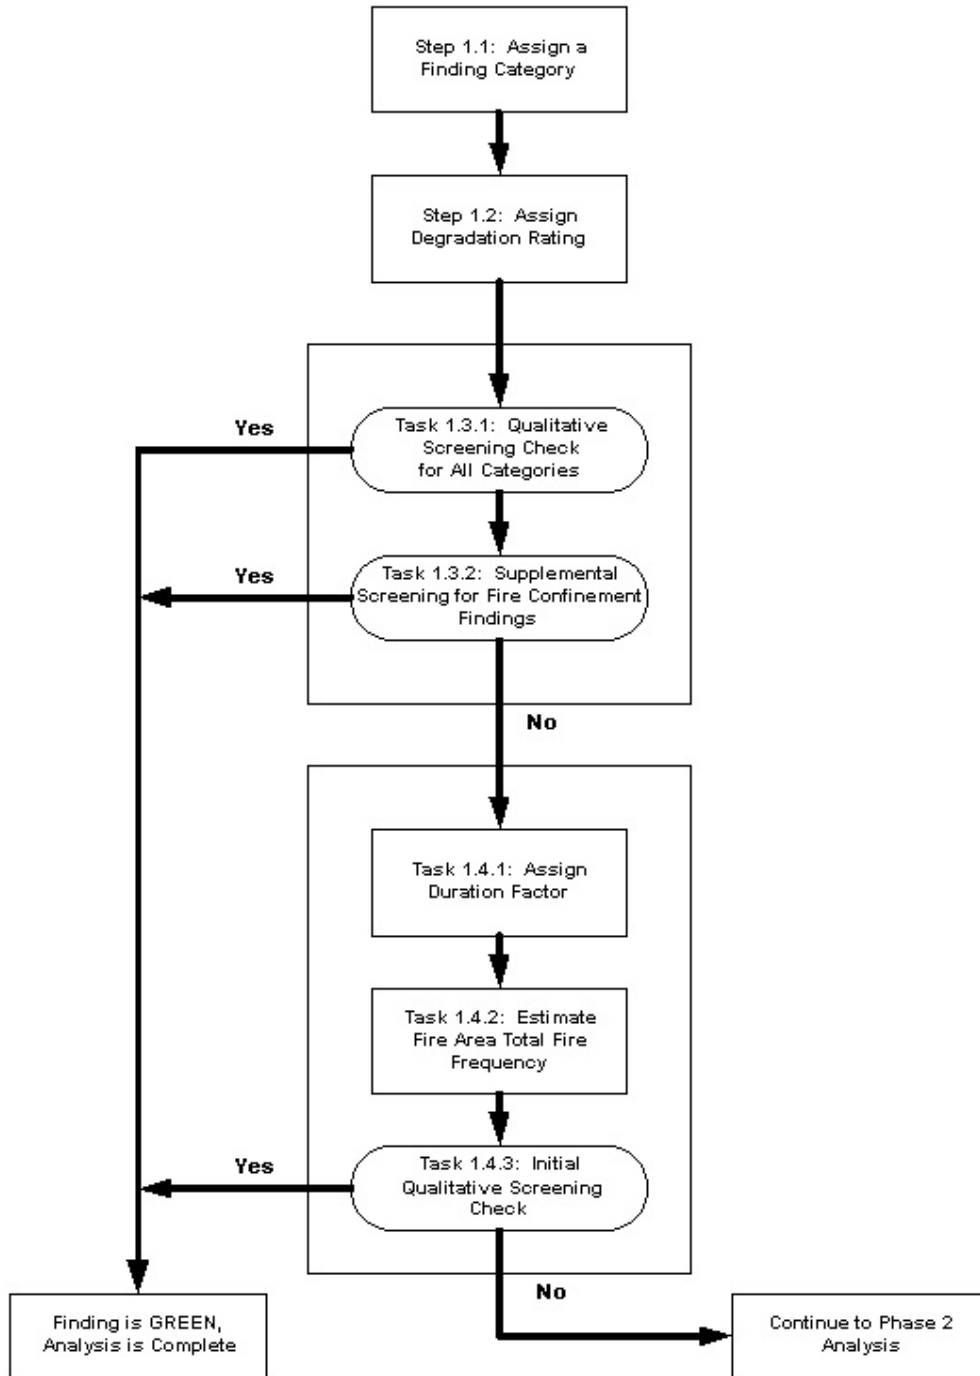 Step 1.1: Assign a
Finding Category
Step 1.2: Assign
Degradation Rating
Yes
Task 1.3.1: Qualitative
Screening Check
for All Categories
Yes
Task 1.3.2: Supplemental
Screening for Fire Confinement
Findings
No
Task 1.4.1: Assign
Duration Factor
Task 1.4.2: Estimate
Fire Area Total Fire
Frequency
Yes
Task 1.4.3: Initial
Qualitative Screening
Check
No
Finding is GREEN,
Analysis is Complete
Continue to Phase 2
Analysis